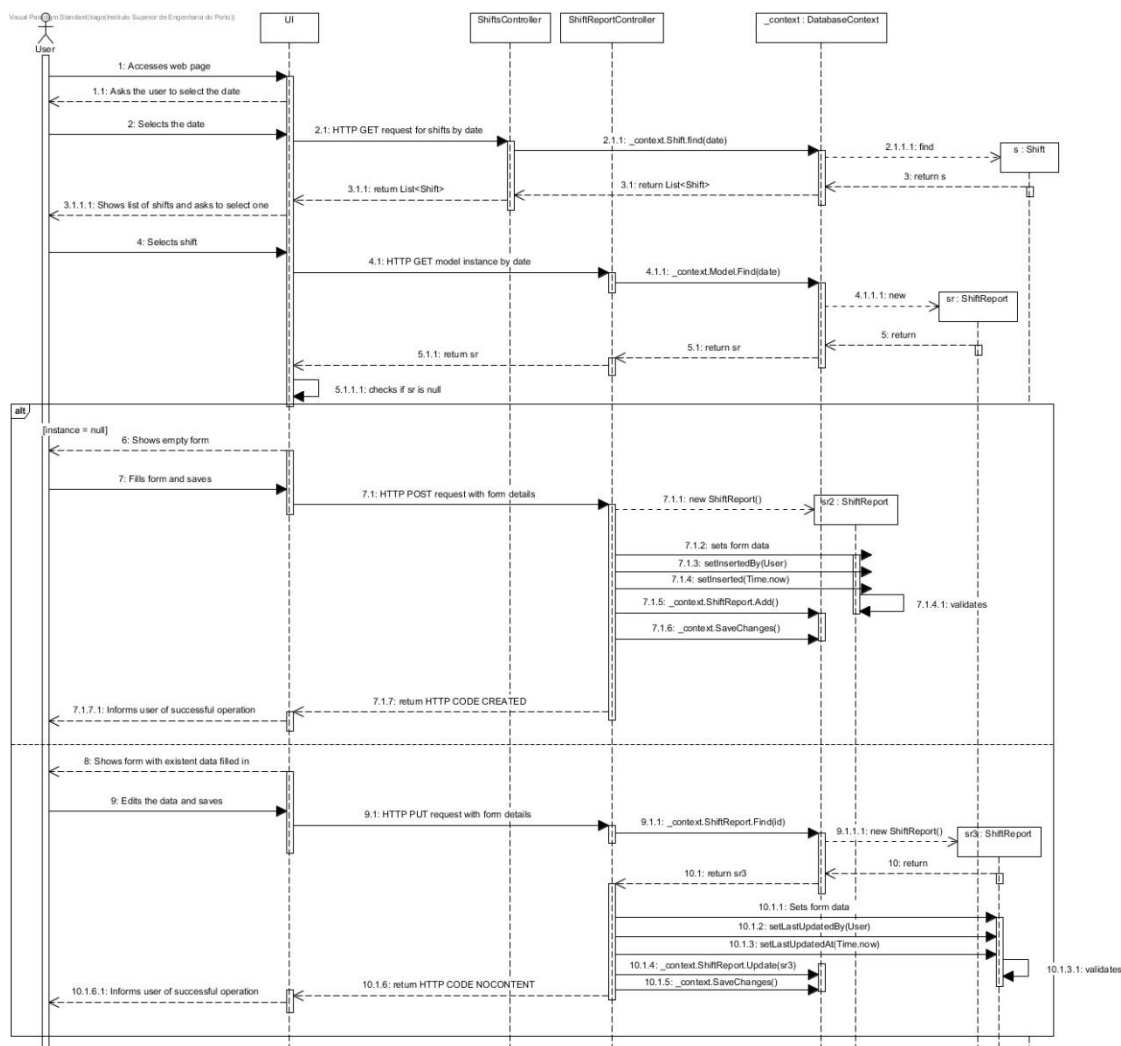 Visual Paradigm Standard(tiaga(Instituto Superior de Engenharia do Porto))
User
UI
ShiftsController
ShiftReportController
_context : DatabaseContext
1: Accesses web page
1.1: Asks the user to select the date
2: Selects the date
2.1: HTTP GET request for shifts by date
2.1.1: _context.Shift.find(date)
2.1.1.1: find
s : Shift
3: return s
3.1: return List<Shift>
3.1.1: return List<Shift>
3.1.1.1: Shows list of shifts and asks to select one
4: Selects shift
4.1: HTTP GET model instance by date
4.1.1: _context.Model.Find(date)
4.1.1.1: new
sr : ShiftReport
5: return
5.1: return sr
5.1.1: return sr
5.1.1.1: checks if sr is null
alt
[instance = null]
6: Shows empty form
7: Fills form and saves
7.1: HTTP POST request with form details
7.1.1: new ShiftReport()
sr2 : ShiftReport
7.1.2: sets form data
7.1.3: setInsertedBy(User)
7.1.4: setInserted(Time.now)
7.1.4.1: validates
7.1.5: _context.ShiftReport.Add()
7.1.6: _context.SaveChanges()
7.1.7: return HTTP CODE CREATED
7.1.7.1: Informs user of successful operation
8: Shows form with existent data filled in
9: Edits the data and saves
9.1: HTTP PUT request with form details
9.1.1: _context.ShiftReport.Find(id)
9.1.1.1: new ShiftReport()
sr3 : ShiftReport
10: return
10.1: return sr3
10.1.1: Sets form data
10.1.2: setLastUpdatedBy(User)
10.1.3: setLastUpdatedAt(Time.now)
10.1.3.1: validates
10.1.4: _context.ShiftReport.Update(sr3)
10.1.5: _context.SaveChanges()
10.1.6: return HTTP CODE NOCONTENT
10.1.6.1: Informs user of successful operation